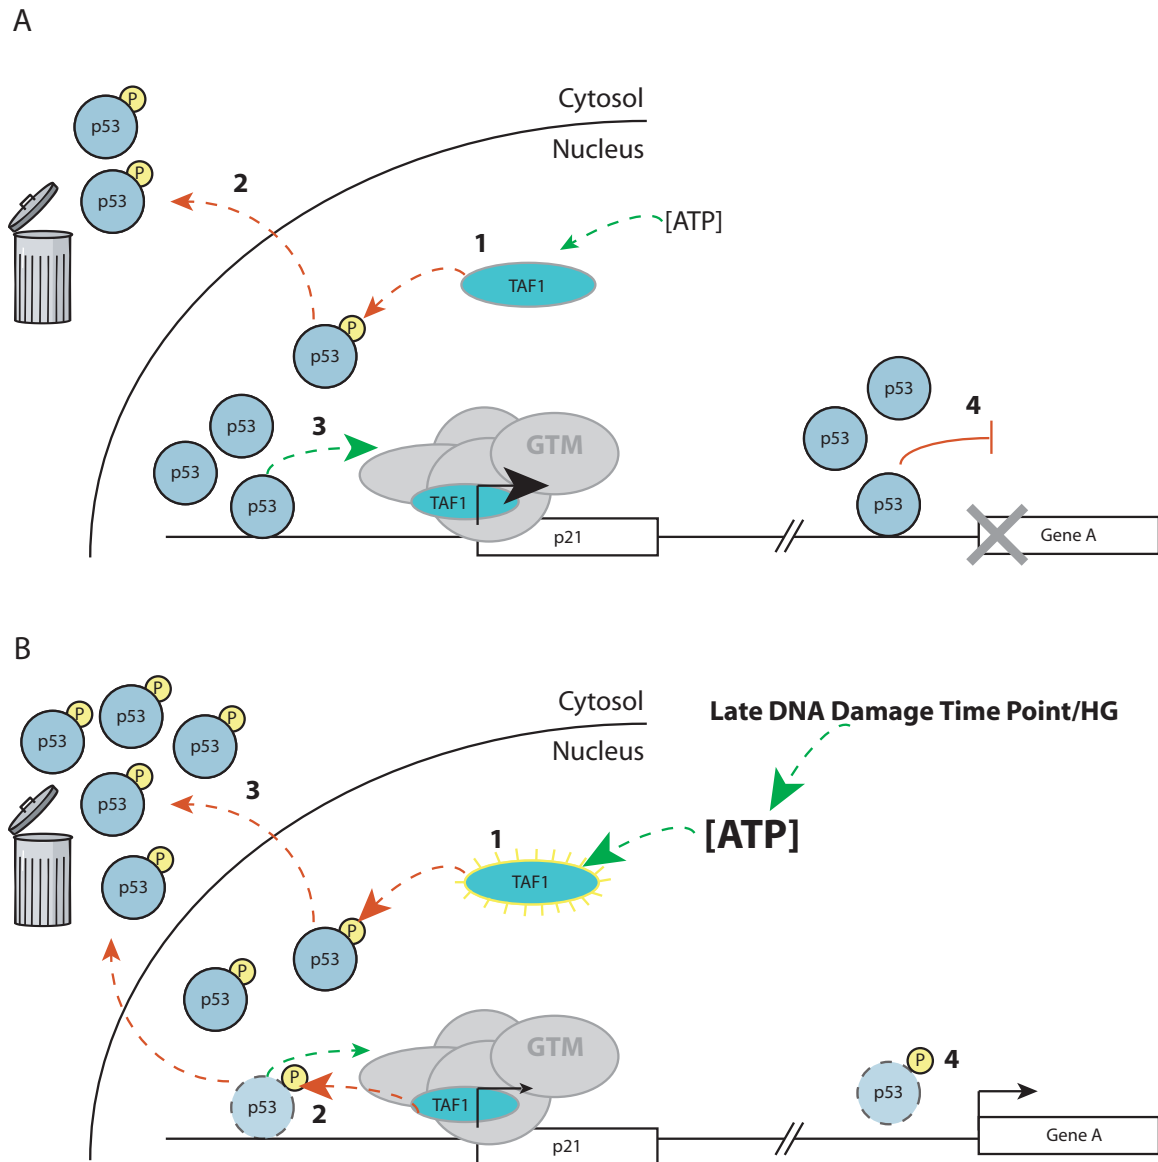 A
Cytosol
Nucleus
P
p53
P
p53
2
1
[ATP]
TAF1
P
p53
p53
p53
p53
3
GTM
TAF1
p21
p53
p53
p53
4
Gene A
B
Cytosol
Nucleus
Late DNA Damage Time Point/HG
P
p53
P
p53
P
p53
P
p53
P
p53
3
1
[ATP]
TAF1
P
p53
P
p53
P
p53
2
GTM
TAF1
p21
P
p53
4
Gene A